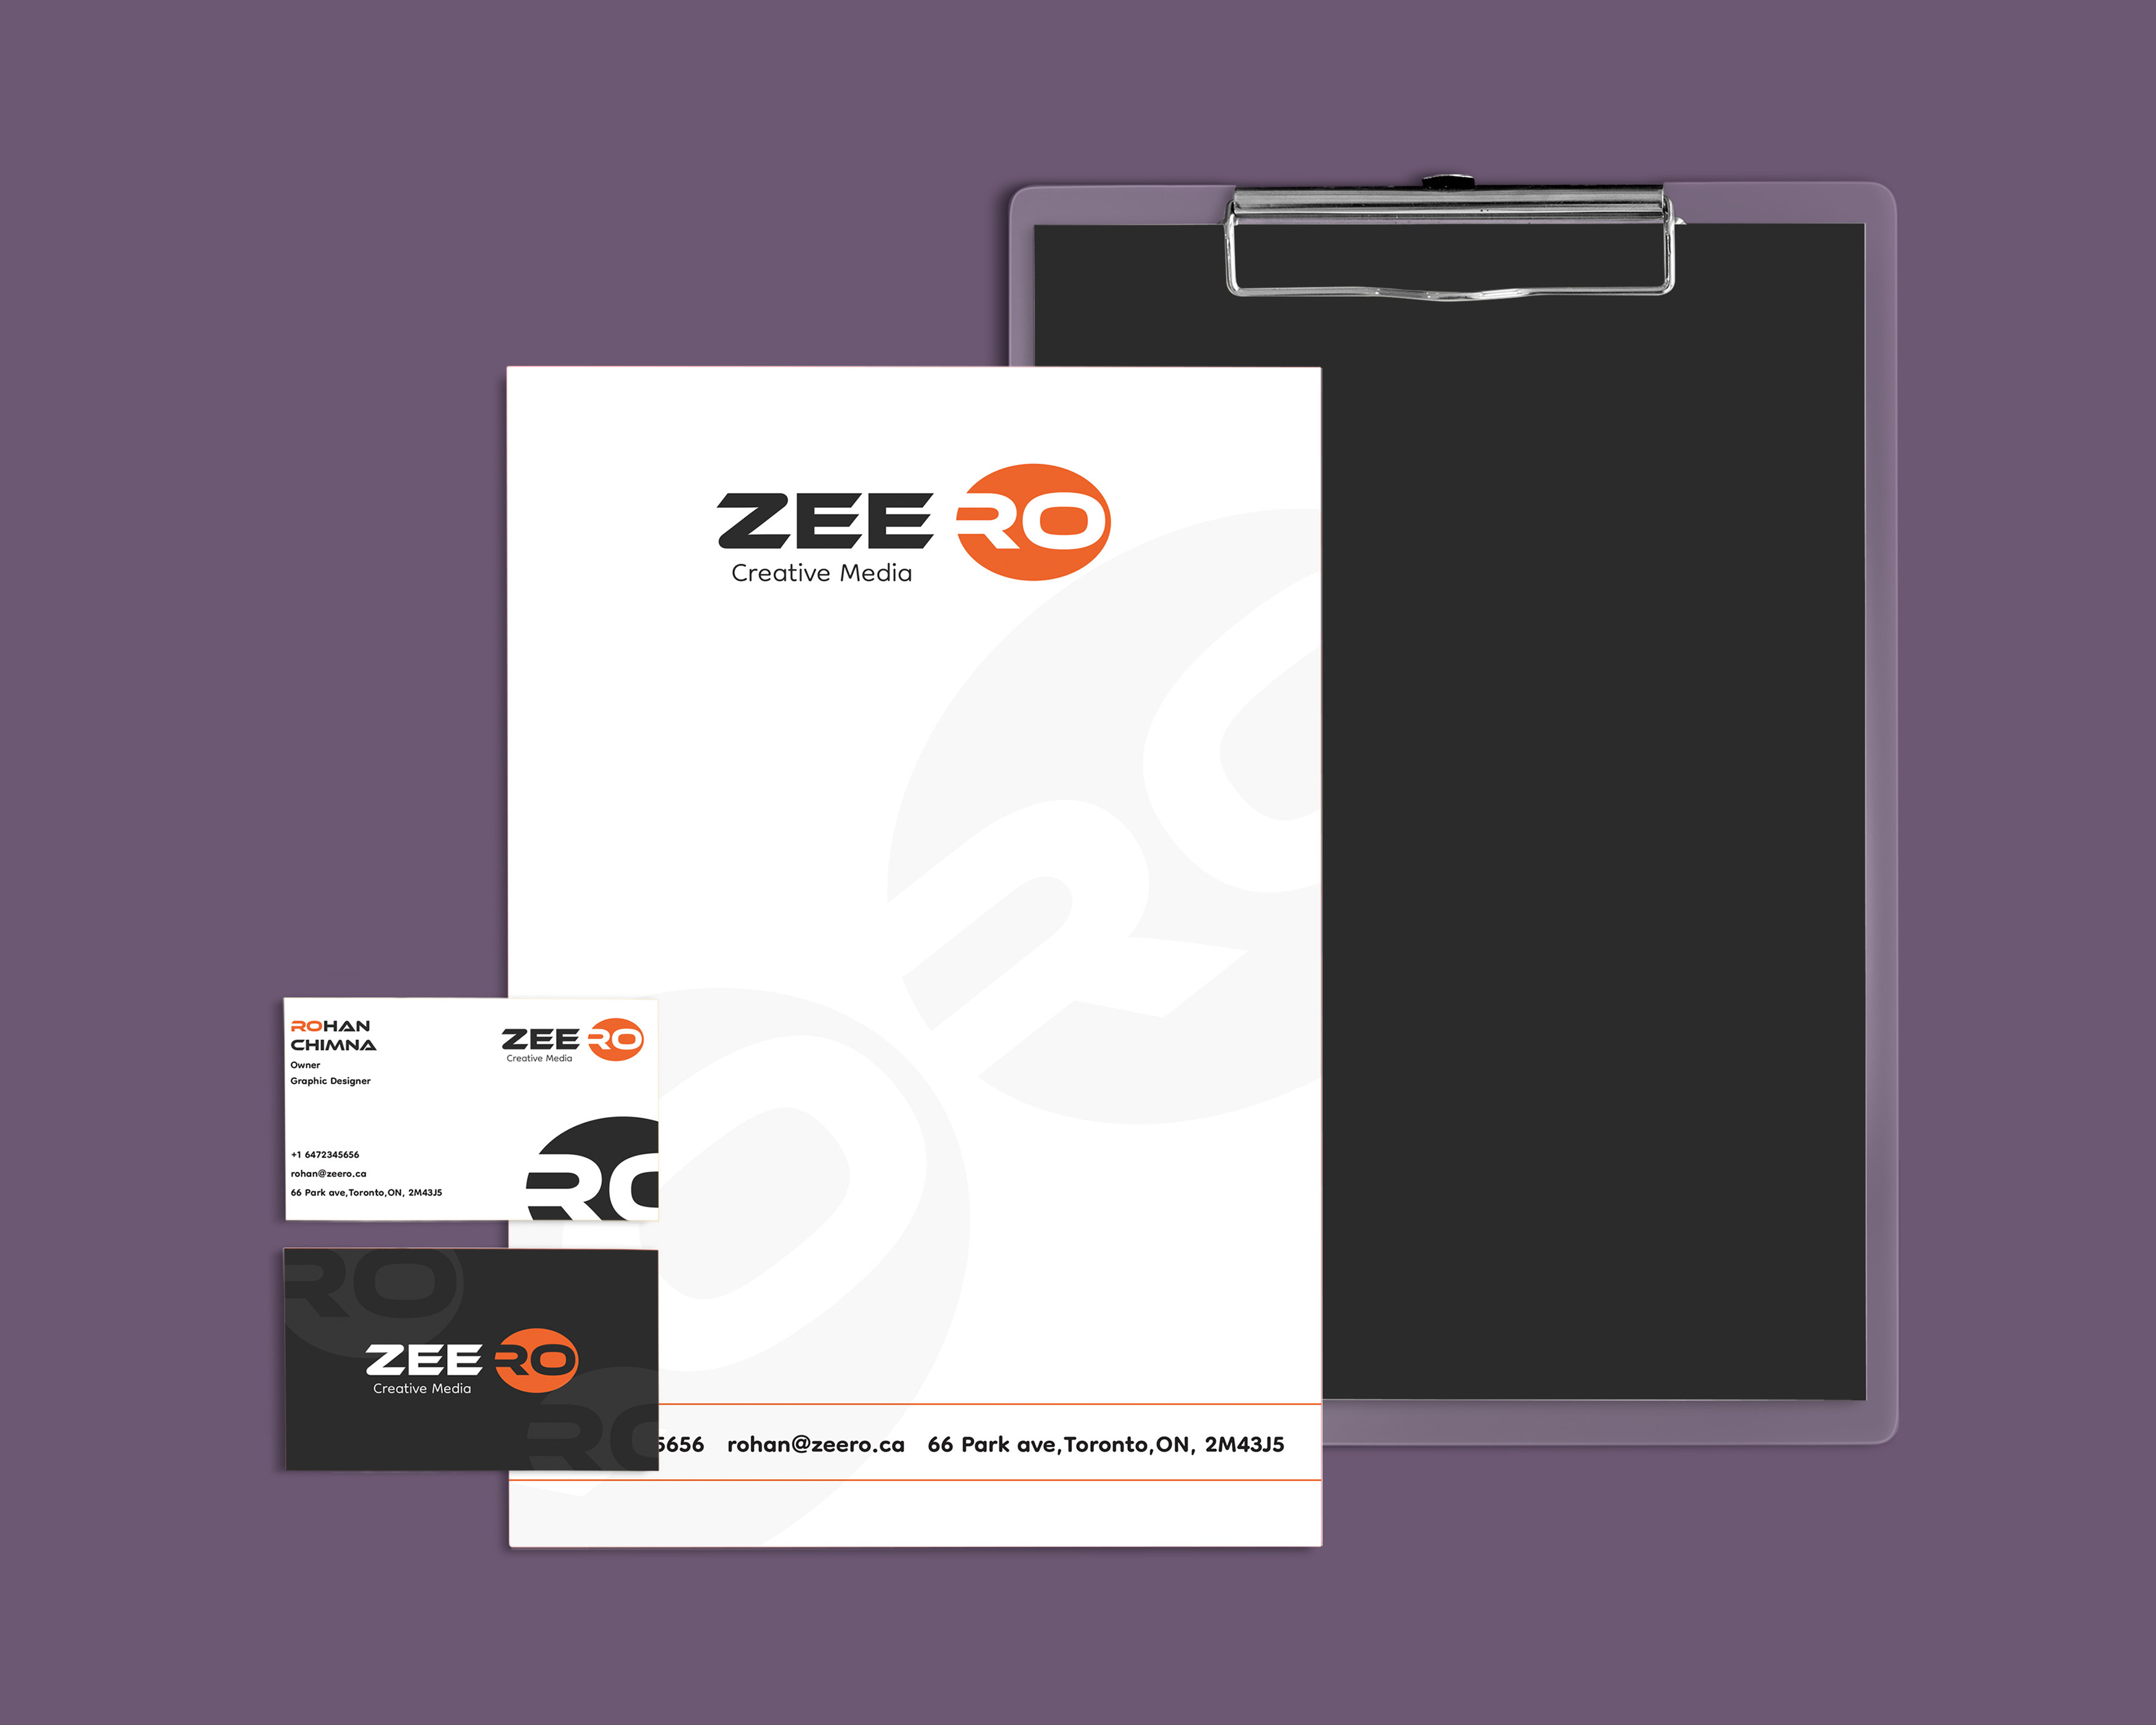 ZEE RO
Creative Media
RO
RO
5656 rohan@zeero.ca 66 Park ave,Toronto,ON, 2M43J5
ROHAN
CHIMNA
Owner
Graphic Designer
+1 6472345656
rohan@zeero.ca
66 Park ave,Toronto,ON, 2M43J5
ZEE RO
Creative Media
RO
RO
ZEE RO
Creative Media
RO